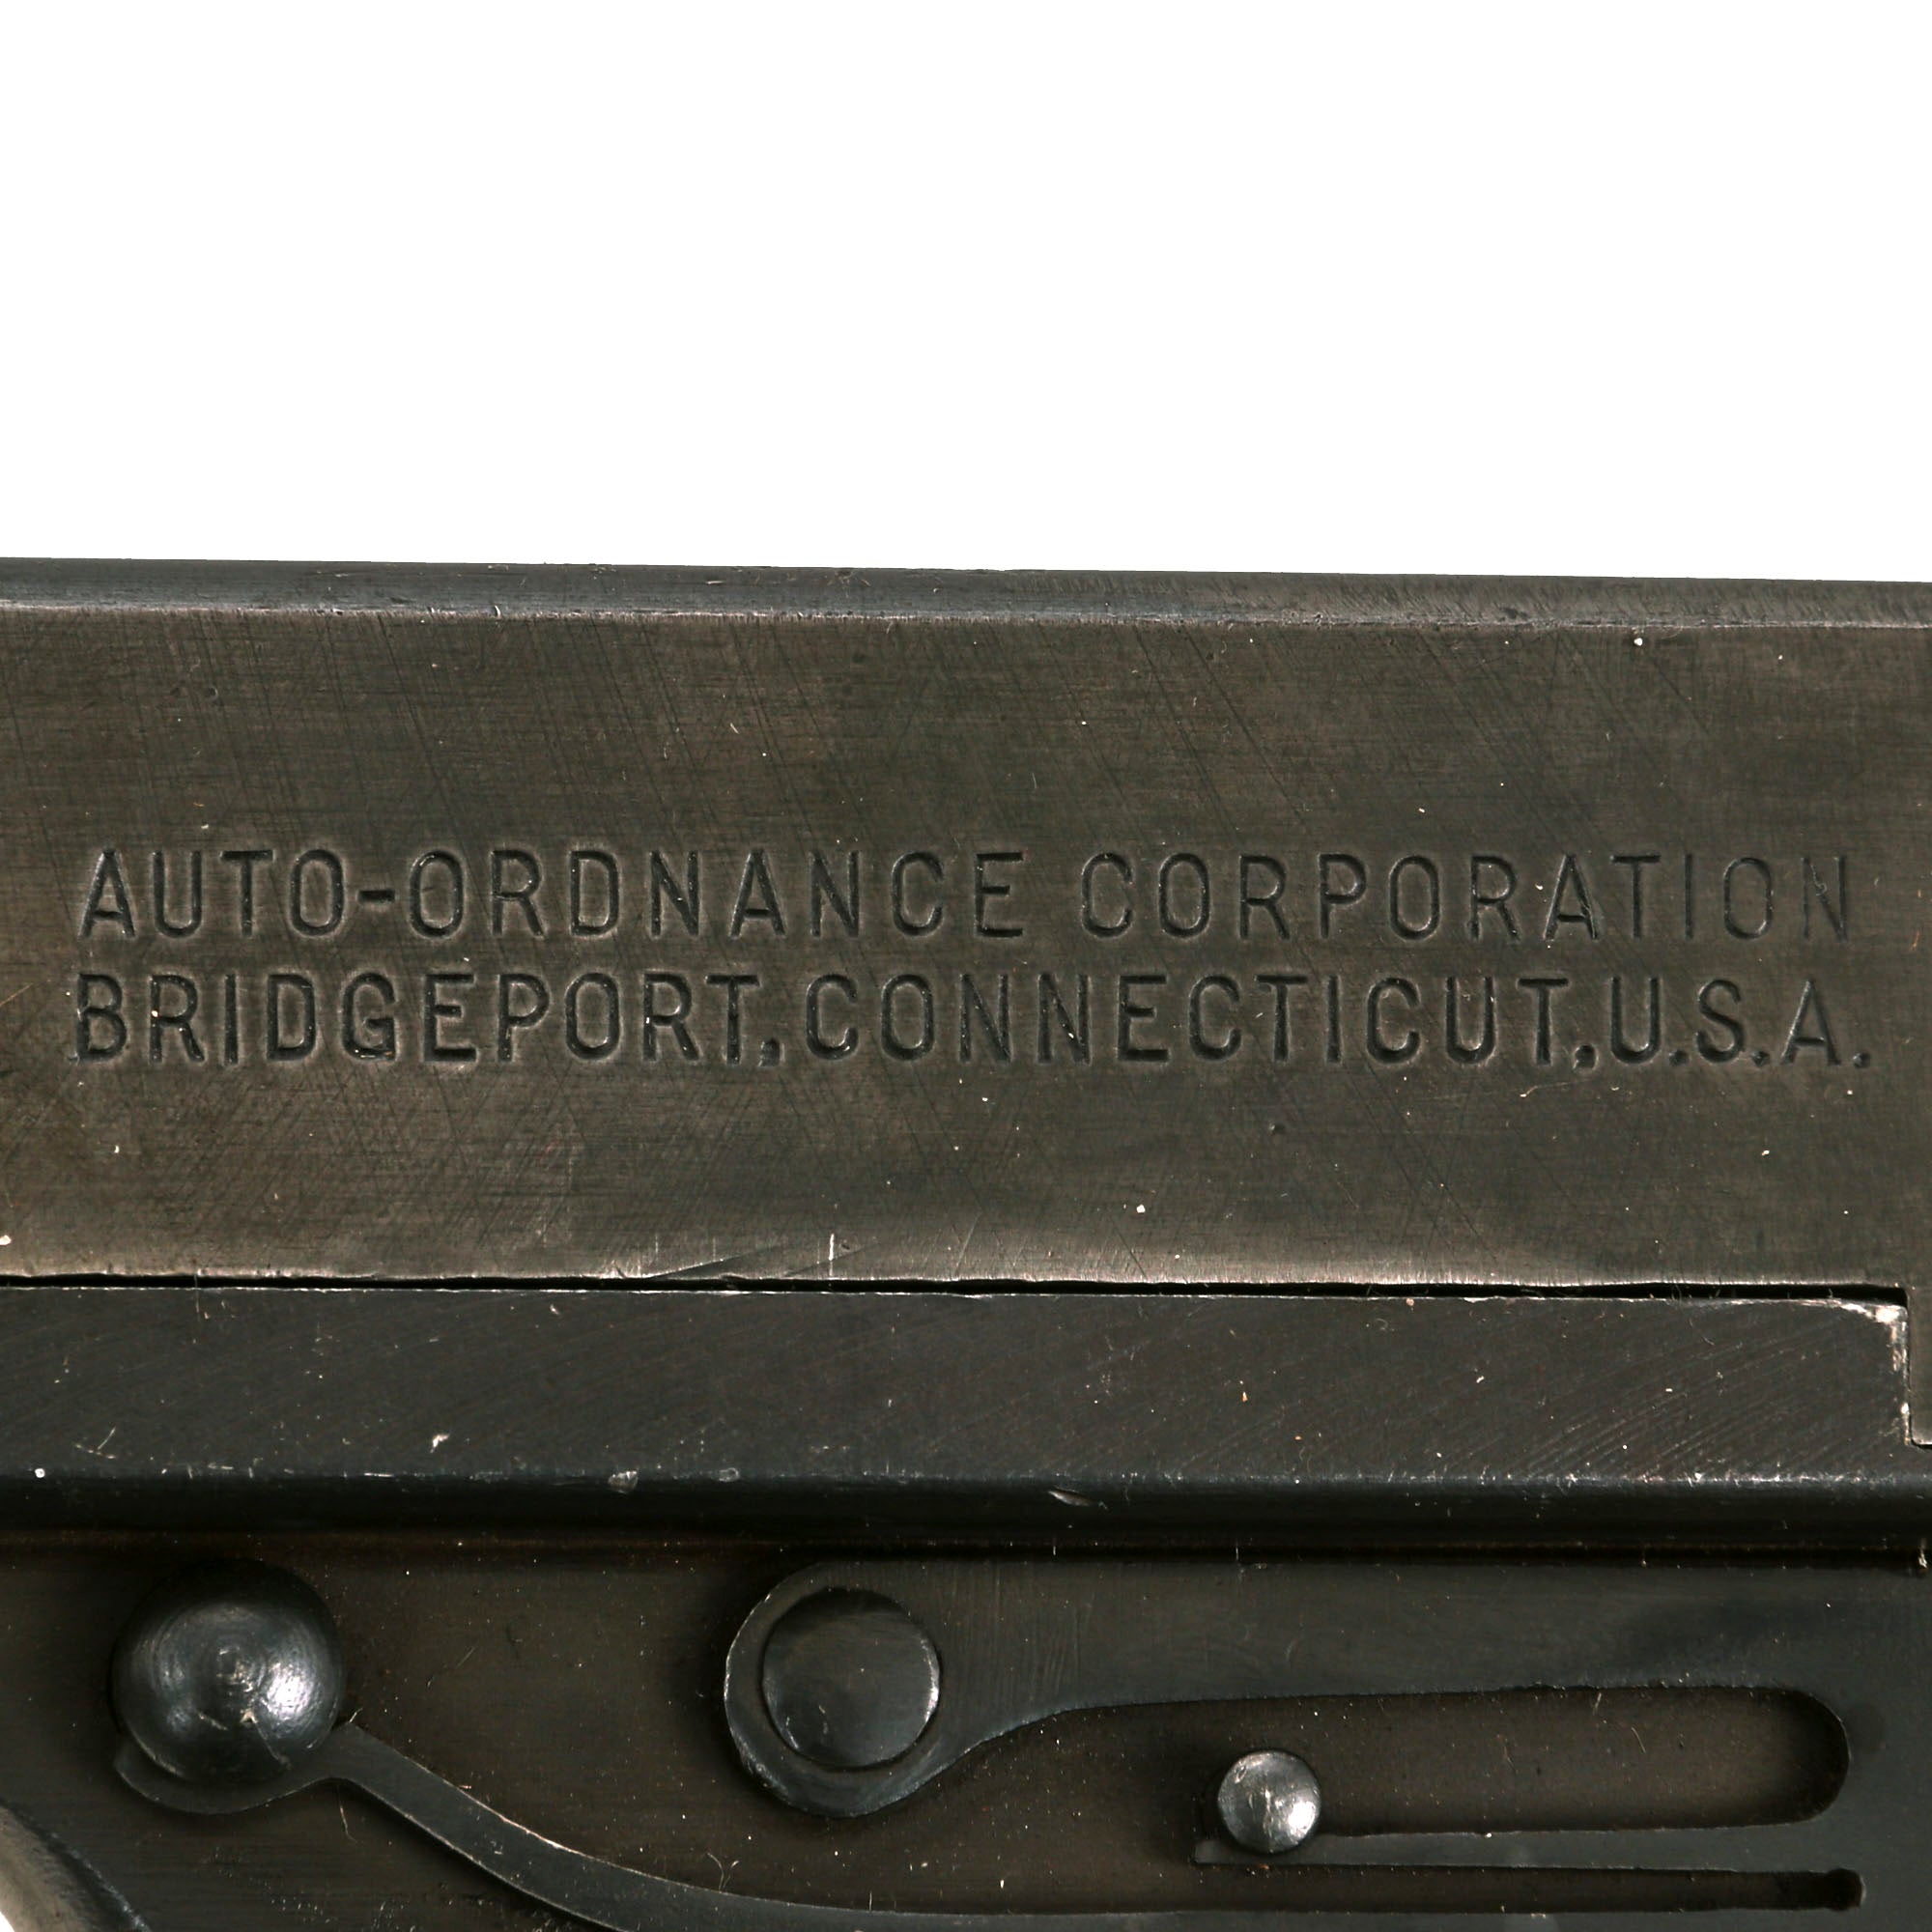 AUTO-ORDNANCE CORPORATION
BRIDGEPORT, CONNECTICUT, U.S.A.